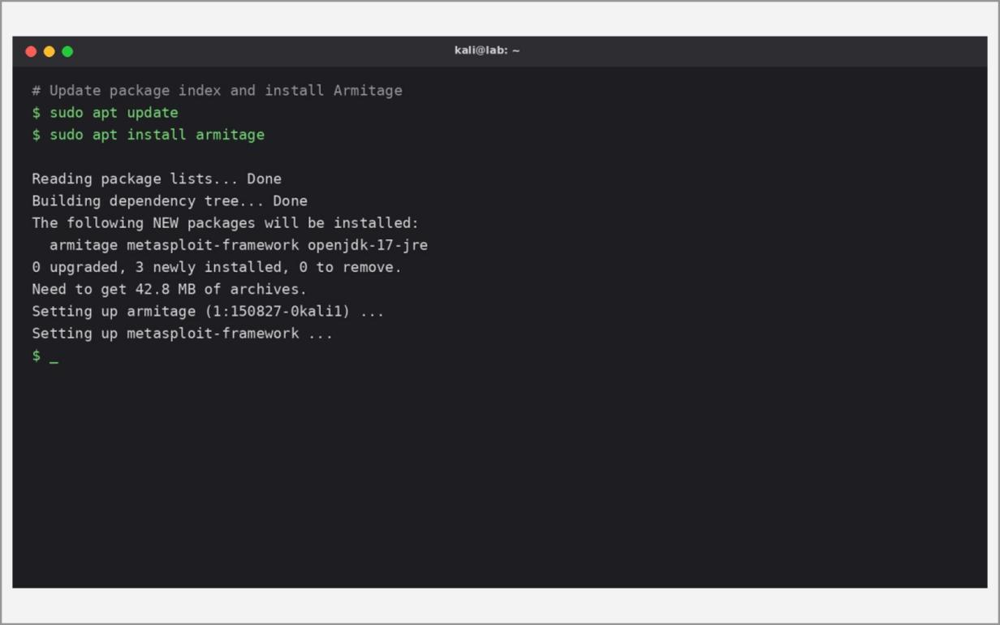 kali@lab: ~
# Update package index and install Armitage
$ sudo apt update
$ sudo apt install armitage
Reading package lists... Done
Building dependency tree... Done
The following NEW packages will be installed:
  armitage metasploit-framework openjdk-17-jre
0 upgraded, 3 newly installed, 0 to remove.
Need to get 42.8 MB of archives.
Setting up armitage (1:150827-0kali1) ...
Setting up metasploit-framework ...
$ _